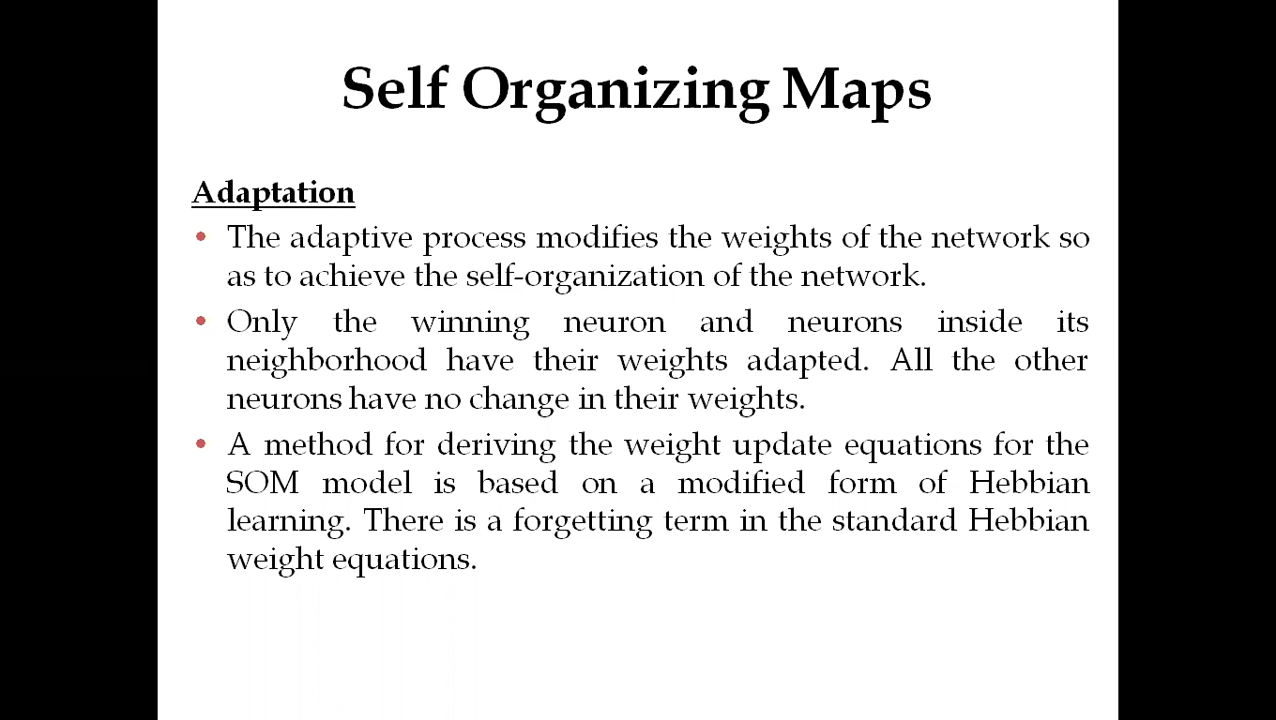 Self Organizing Maps
Adaptation
• The adaptive process modifies the weights of the network so
as to achieve the self-organization of the network.
• Only the winning neuron and neurons inside its
neighborhood have their weights adapted. All the other
neurons have no change in their weights.
• A method for deriving the weight update equations for the
SOM model is based on a modified form of Hebbian
learning. There is a forgetting term in the standard Hebbian
weight equations.